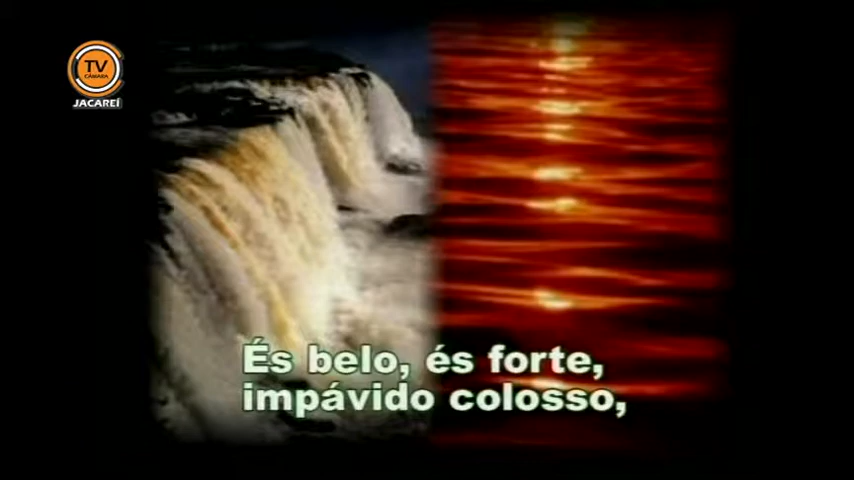 TV
CÂMARA
JACAREÍ
És belo, és forte,
impávido colosso,